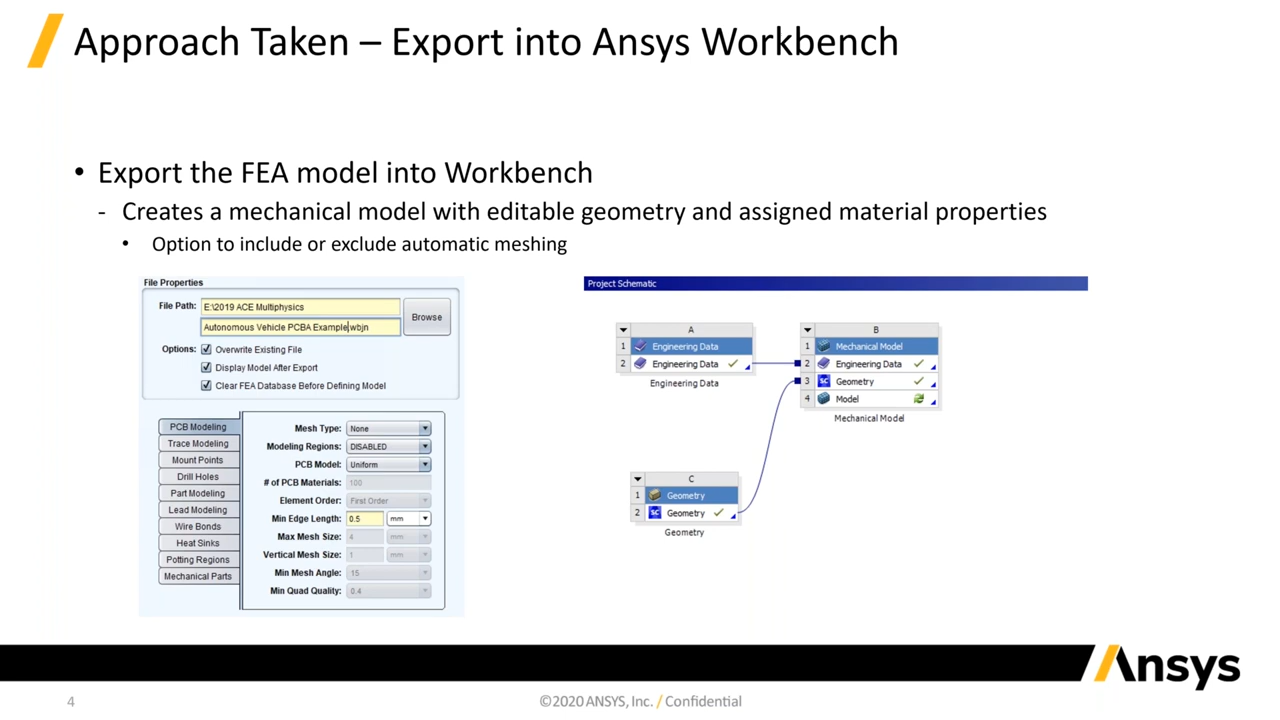 Approach Taken – Export into Ansys Workbench
• Export the FEA model into Workbench
- Creates a mechanical model with editable geometry and assigned material properties
• Option to include or exclude automatic meshing
File Properties
File Path: E:\2019 ACE Multiphysics
Autonomous Vehicle PCBA Example.wbjn
Browse
Options: Overwrite Existing File
Display Model After Export
Clear FEA Database Before Defining Model
PCB Modeling
Trace Modeling
Mount Points
Drill Holes
Part Modeling
Lead Modeling
Wire Bonds
Heat Sinks
Potting Regions
Mechanical Parts
Mesh Type: None
Modeling Regions: DISABLED
PCB Model: Uniform
# of PCB Materials: 100
Element Order: First Order
Min Edge Length: 0.5 mm
Max Mesh Size: 4 mm
Vertical Mesh Size: 1 mm
Min Mesh Angle: 15
Min Quad Quality: 0.4
Project Schematic
A
1 Engineering Data
2 Engineering Data
Engineering Data
B
1 Mechanical Model
2 Engineering Data
3 SC Geometry
4 Model
Mechanical Model
C
1 Geometry
2 SC Geometry
Geometry
Ansys
4
©2020 ANSYS, Inc. / Confidential